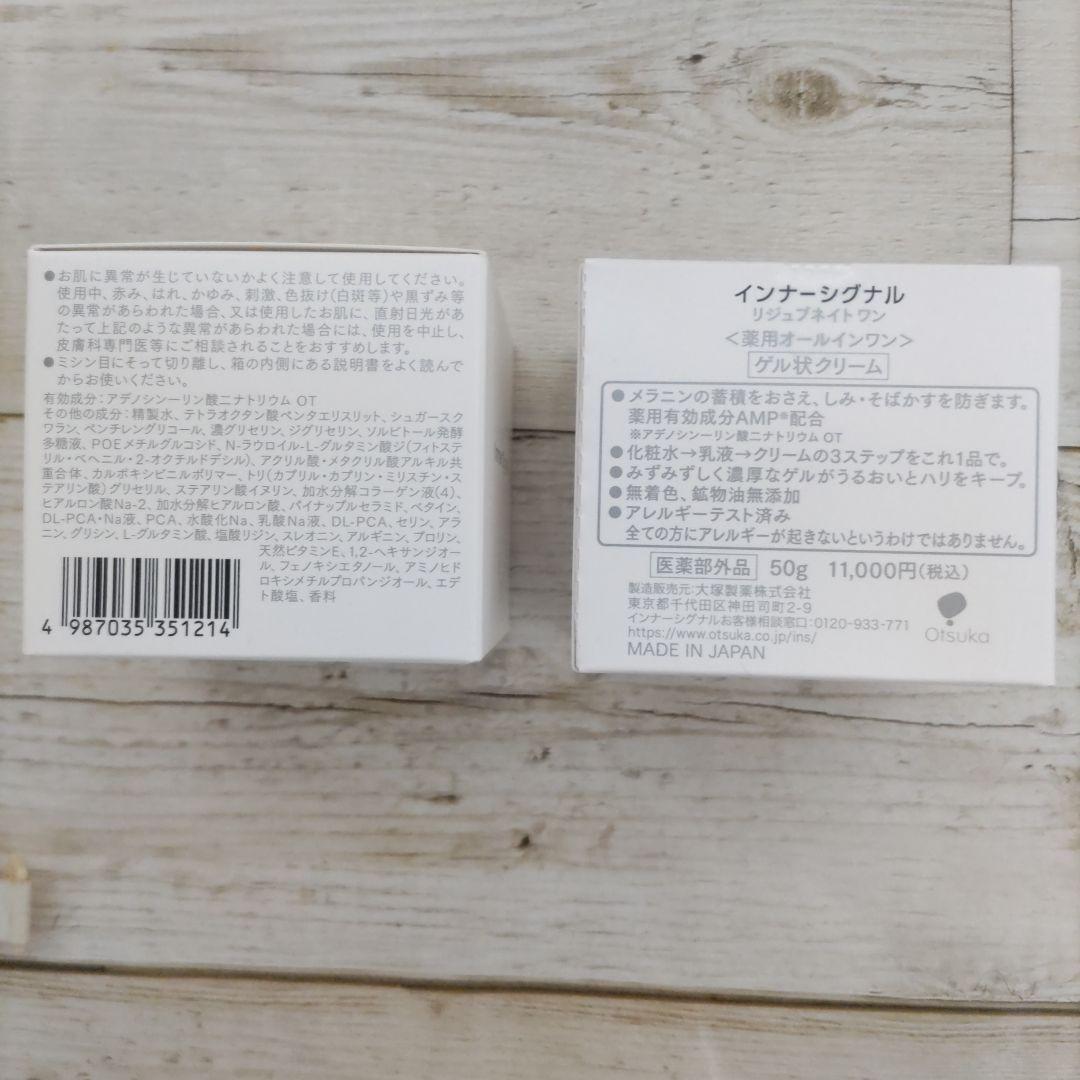 ●お肌に異常が生じていないかよく注意して使用してください。
使用中、赤み、はれ、かゆみ、刺激、色抜け(白斑等)や黒ずみ等
の異常があらわれた場合、又は使用したお肌に、直射日光があ
たって上記のような異常があらわれた場合には、使用を中止し、
皮膚科専門医等にご相談されることをおすすめします。
●ミシン目にそって切り離し、箱の内側にある説明書をよく読んで
からお使いください。
有効成分：アデノシン一リン酸二ナトリウム OT
その他の成分：精製水、テトラオクタン酸ペンタエリスリット、シュガースク
ワラン、ペンチレングリコール、濃グリセリン、ジグリセリン、ソルビトール発酵
多糖液、POEメチルグルコシド、N-ラウロイル-L-グルタミン酸ジ(フィトステ
リル・ベヘニル・2-オクチルドデシル)、アクリル酸・メタクリル酸アルキル共
重合体、カルボキシビニルポリマー、トリ(カプリル・カプリン・ミリスチン・ス
テアリン酸)グリセリル、ステアリン酸イヌリン、加水分解コラーゲン液(4)、
ヒアルロン酸Na-2、加水分解ヒアルロン酸、パイナップルセラミド、ベタイン、
DL-PCA・Na液、PCA、水酸化Na、乳酸Na液、DL-PCA、セリン、アラ
ニン、グリシン、L-グルタミン酸、塩酸リジン、スレオニン、アルギニン、プロリン、
天然ビタミンE、1,2-ヘキサンジオー
ル、フェノキシエタノール、アミノヒド
ロキシメチルプロパンジオール、エデ
ト酸塩、香料
4 987035 351214
インナーシグナル
リジュブネイトワン
<薬用オールインワン>
ゲル状クリーム
●メラニンの蓄積をおさえ、しみ・そばかすを防ぎます。
薬用有効成分AMP※配合
※アデノシン一リン酸二ナトリウム OT
●化粧水→乳液→クリームの3ステップをこれ1品で。
●みずみずしく濃厚なゲルがうるおいとハリをキープ。
●無着色、鉱物油無添加
●アレルギーテスト済み
全ての方にアレルギーが起きないというわけではありません。
医薬部外品 50g 11,000円(税込)
製造販売元：大塚製薬株式会社
東京都千代田区神田司町2-9
インナーシグナルお客様相談窓口：0120-933-771
https://www.otsuka.co.jp/ins/
MADE IN JAPAN
Otsuka